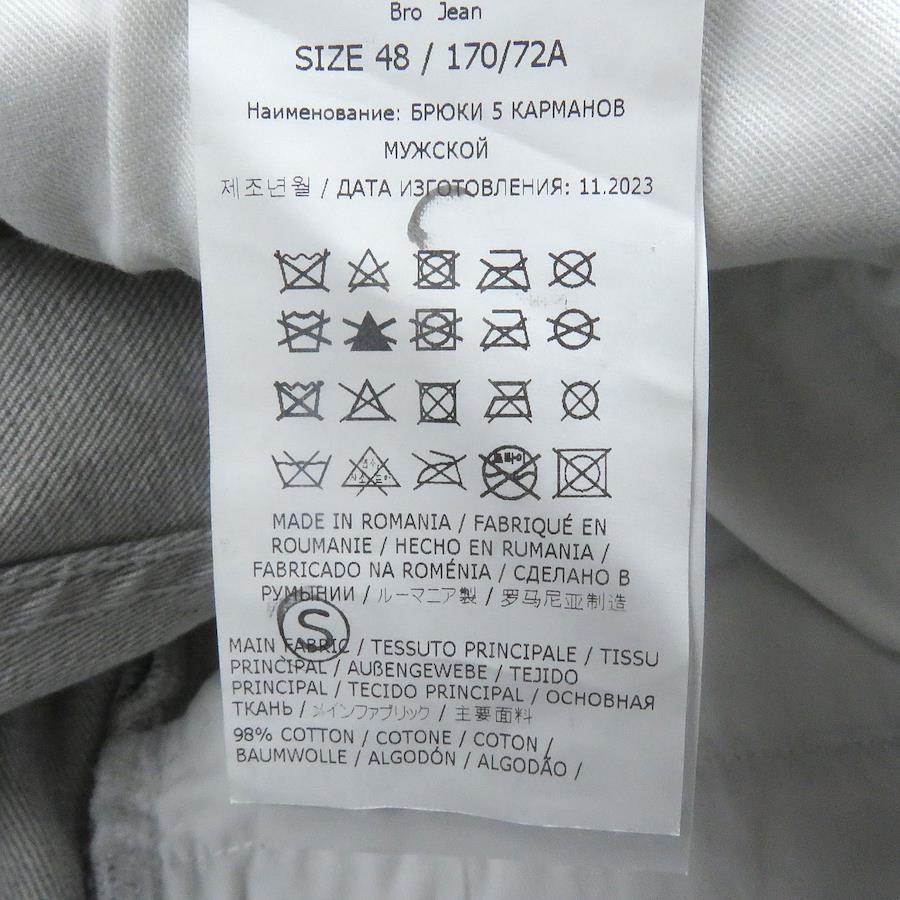 Bro Jean
SIZE 48 / 170/72A
Наименование: БРЮКИ 5 КАРМАНОВ
МУЖСКОЙ
제조년월 / ДАТА ИЗГОТОВЛЕНИЯ: 11.2023
드라이
MADE IN ROMANIA / FABRIQUÉ EN
ROUMANIE / HECHO EN RUMANIA /
FABRICADO NA ROMÉNIA / СДЕЛАНО В
РУМЫНИИ / ルーマニア製 / 罗马尼亚制造
S
MAIN FABRIC / TESSUTO PRINCIPALE / TISSU
PRINCIPAL / AUßENGEWEBE / TEJIDO
PRINCIPAL / TECIDO PRINCIPAL / ОСНОВНАЯ
ТКАНЬ / メインファブリック / 主要面料
98% COTTON / COTONE / COTON /
BAUMWOLLE / ALGODÓN / ALGODÃO /